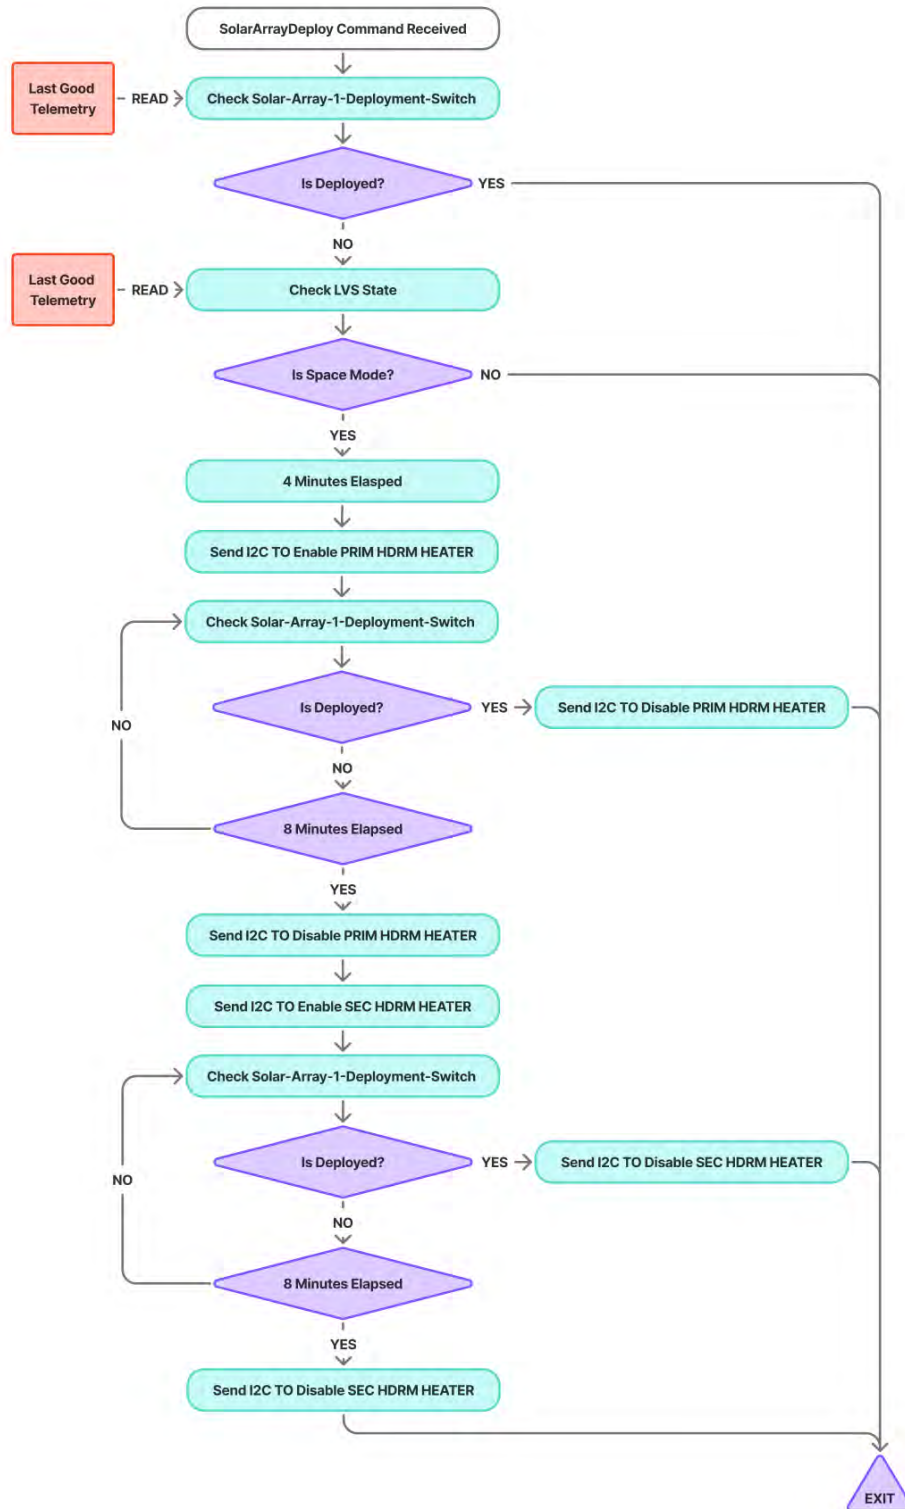 SolarArrayDeploy Command Received
Last Good
Telemetry
READ
Check Solar-Array-1-Deployment-Switch
Is Deployed?
YES
NO
Last Good
Telemetry
READ
Check LVS State
Is Space Mode?
NO
YES
4 Minutes Elasped
Send I2C TO Enable PRIM HDRM HEATER
Check Solar-Array-1-Deployment-Switch
Is Deployed?
YES
Send I2C TO Disable PRIM HDRM HEATER
NO
NO
8 Minutes Elapsed
YES
Send I2C TO Disable PRIM HDRM HEATER
Send I2C TO Enable SEC HDRM HEATER
Check Solar-Array-1-Deployment-Switch
Is Deployed?
YES
Send I2C TO Disable SEC HDRM HEATER
NO
NO
8 Minutes Elapsed
YES
Send I2C TO Disable SEC HDRM HEATER
EXIT